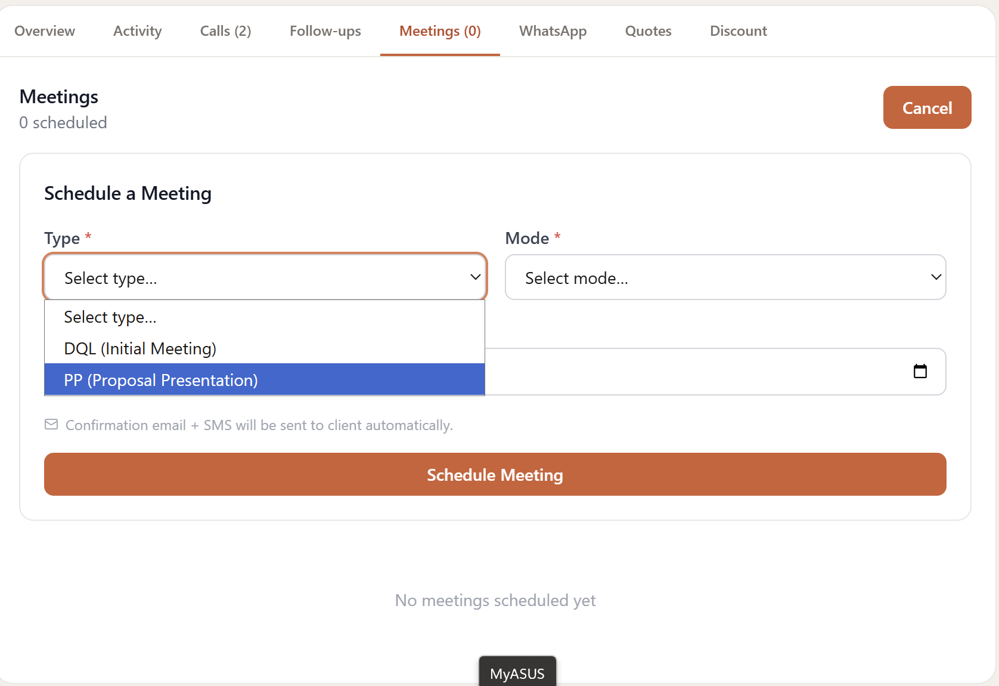 Overview Activity Calls (2) Follow-ups Meetings (0) WhatsApp Quotes Discount
Meetings
0 scheduled
Cancel
Schedule a Meeting
Type * Mode *
Select type... Select mode...
Select type...
DQL (Initial Meeting)
PP (Proposal Presentation)
Confirmation email + SMS will be sent to client automatically.
Schedule Meeting
No meetings scheduled yet
MyASUS